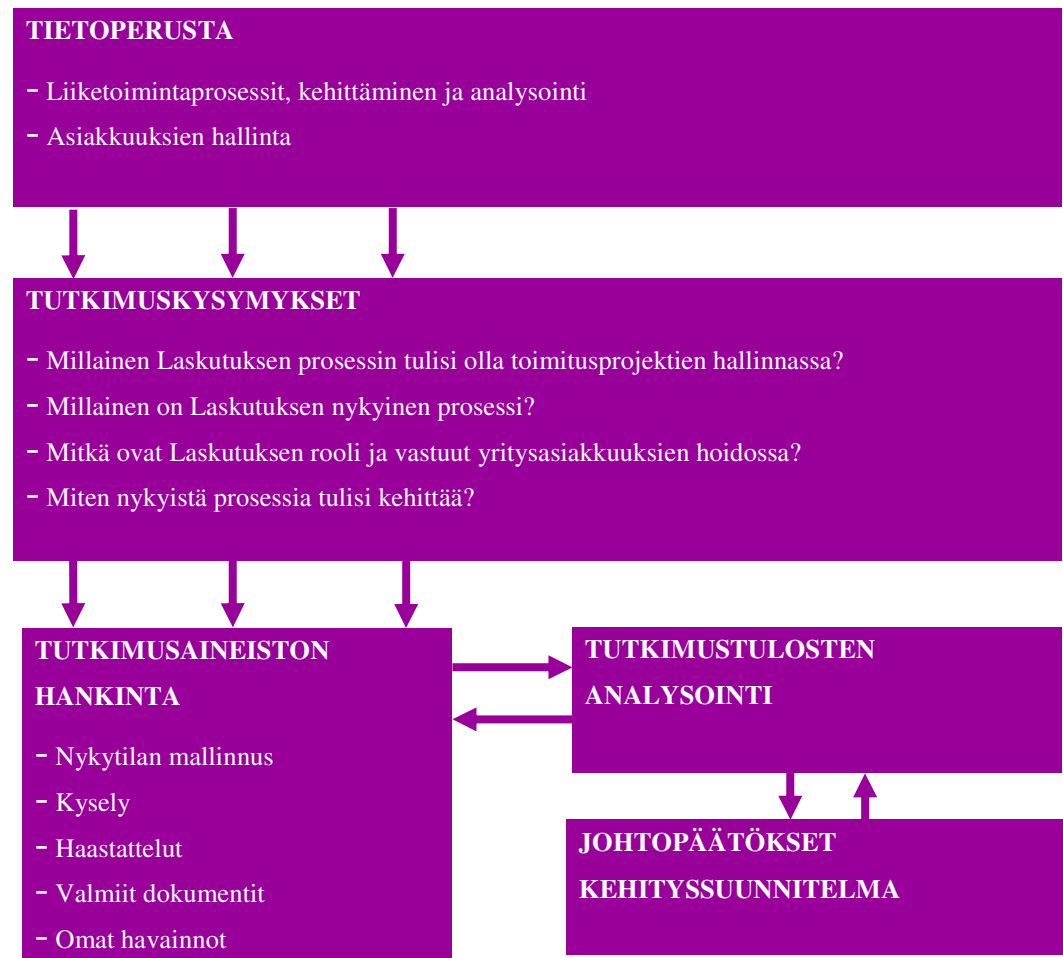 TIETOPERUSTA
- Liiketoimintaprosessit, kehittäminen ja analysointi
- Asiakkuuksien hallinta
TUTKIMUSKYSYMYKSET
- Millainen Laskutuksen prosessin tulisi olla toimitusprojektien hallinnassa?
- Millainen on Laskutuksen nykyinen prosessi?
- Mitkä ovat Laskutuksen rooli ja vastuut yritysasiakkuuksien hoidossa?
- Miten nykyistä prosessia tulisi kehittää?
TUTKIMUSAINEISTON
HANKINTA
- Nykytilan mallinnus
- Kysely
- Haastattelut
- Valmiit dokumentit
- Omat havainnot
TUTKIMUSTULOSTEN
ANALYSOINTI
JOHTOPÄÄTÖKSET
KEHITYSSUUNNITELMA